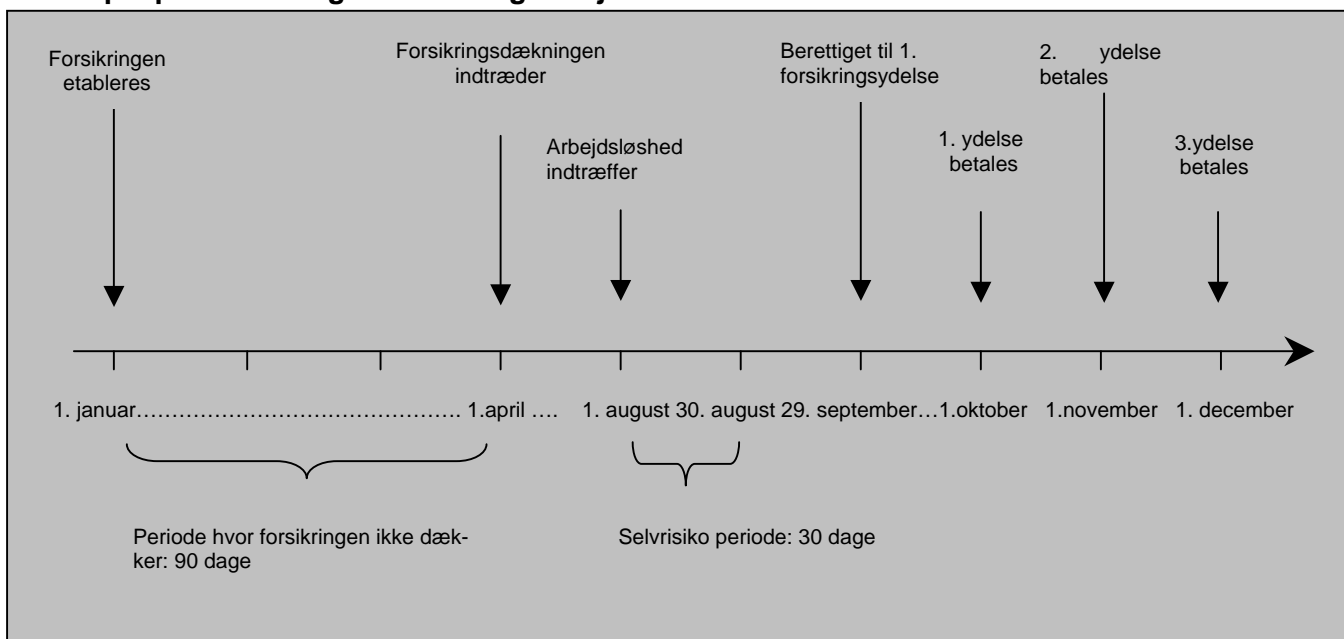 Forsikringen
etableres
Forsikringsdækningen
indtræder
Arbejdsløshed
indtræffer
Berettiget til 1.
forsikringsydelse
1. ydelse
betales
2. ydelse
betales
3.ydelse
betales
1. januar…………………………………………. 1.april …. 1. august 30. august 29. september…1.oktober 1.november 1. december
Periode hvor forsikringen ikke dæk-
ker: 90 dage
Selvrisiko periode: 30 dage